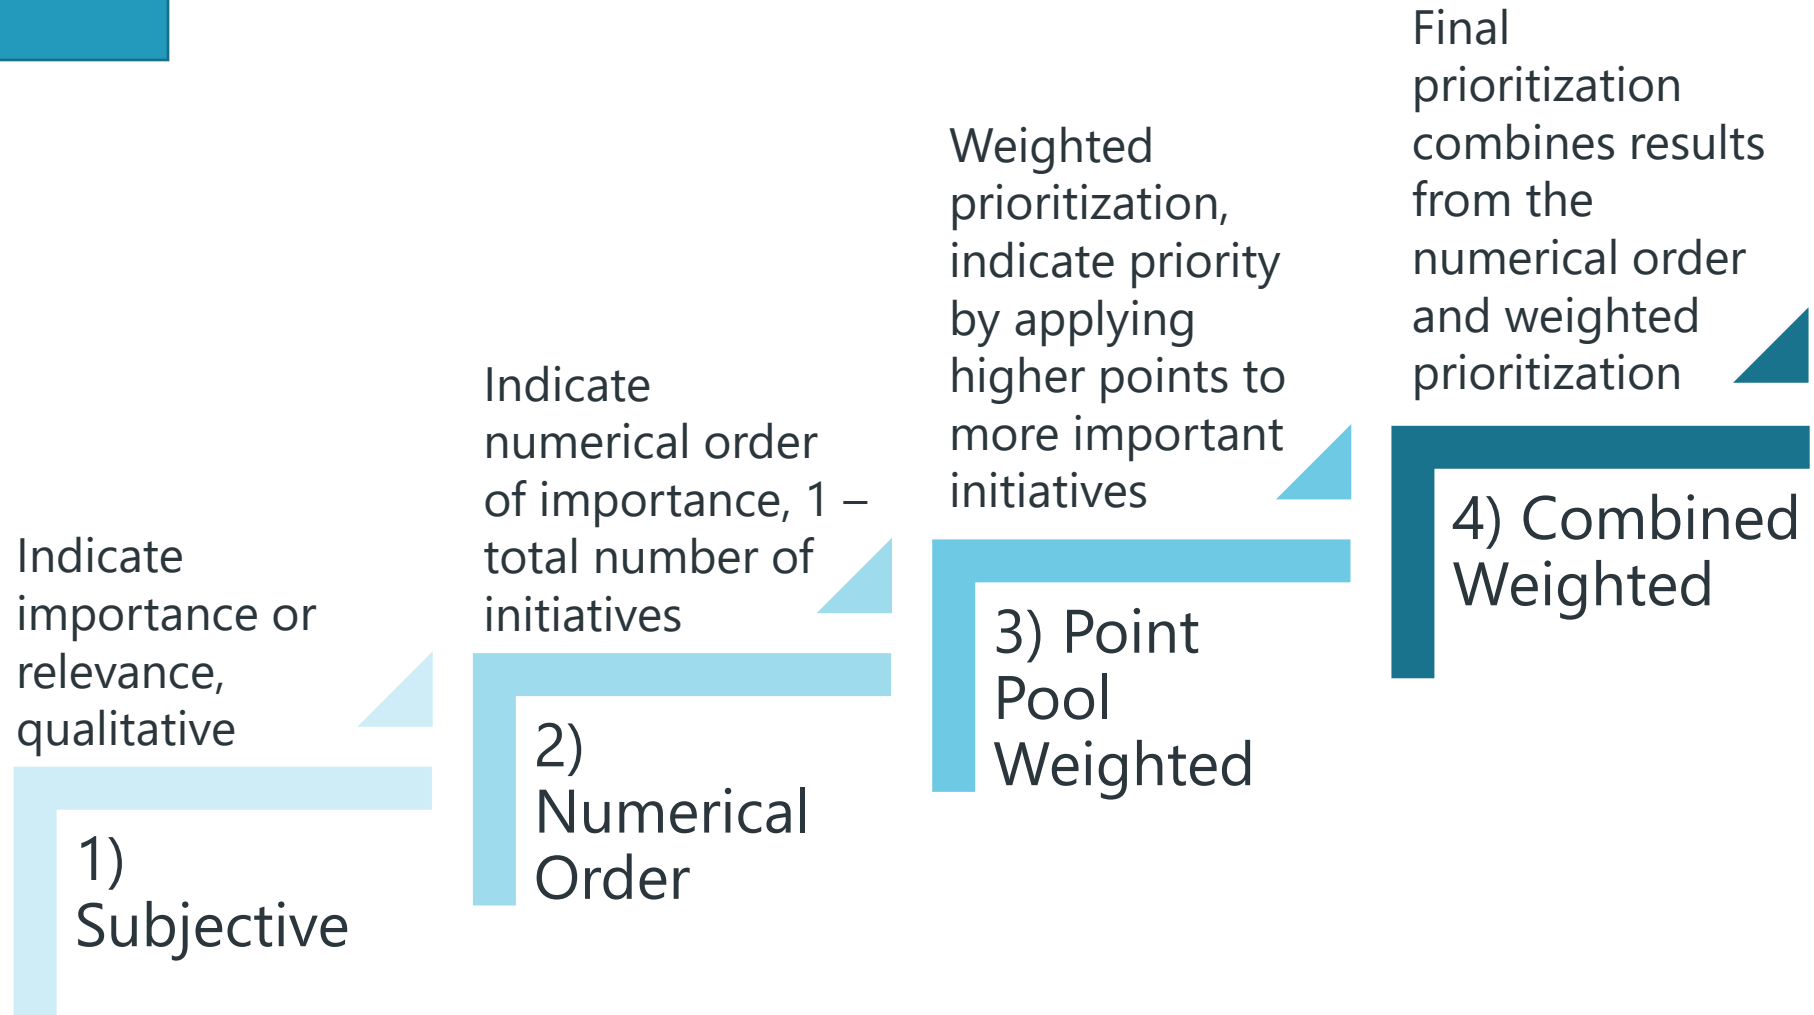 Indicate
importance or
relevance,
qualitative
1)
Subjective
Indicate
numerical order
of importance, 1 –
total number of
initiatives
2)
Numerical
Order
Weighted
prioritization,
indicate priority
by applying
higher points to
more important
initiatives
3) Point
Pool
Weighted
Final
prioritization
combines results
from the
numerical order
and weighted
prioritization
4) Combined
Weighted